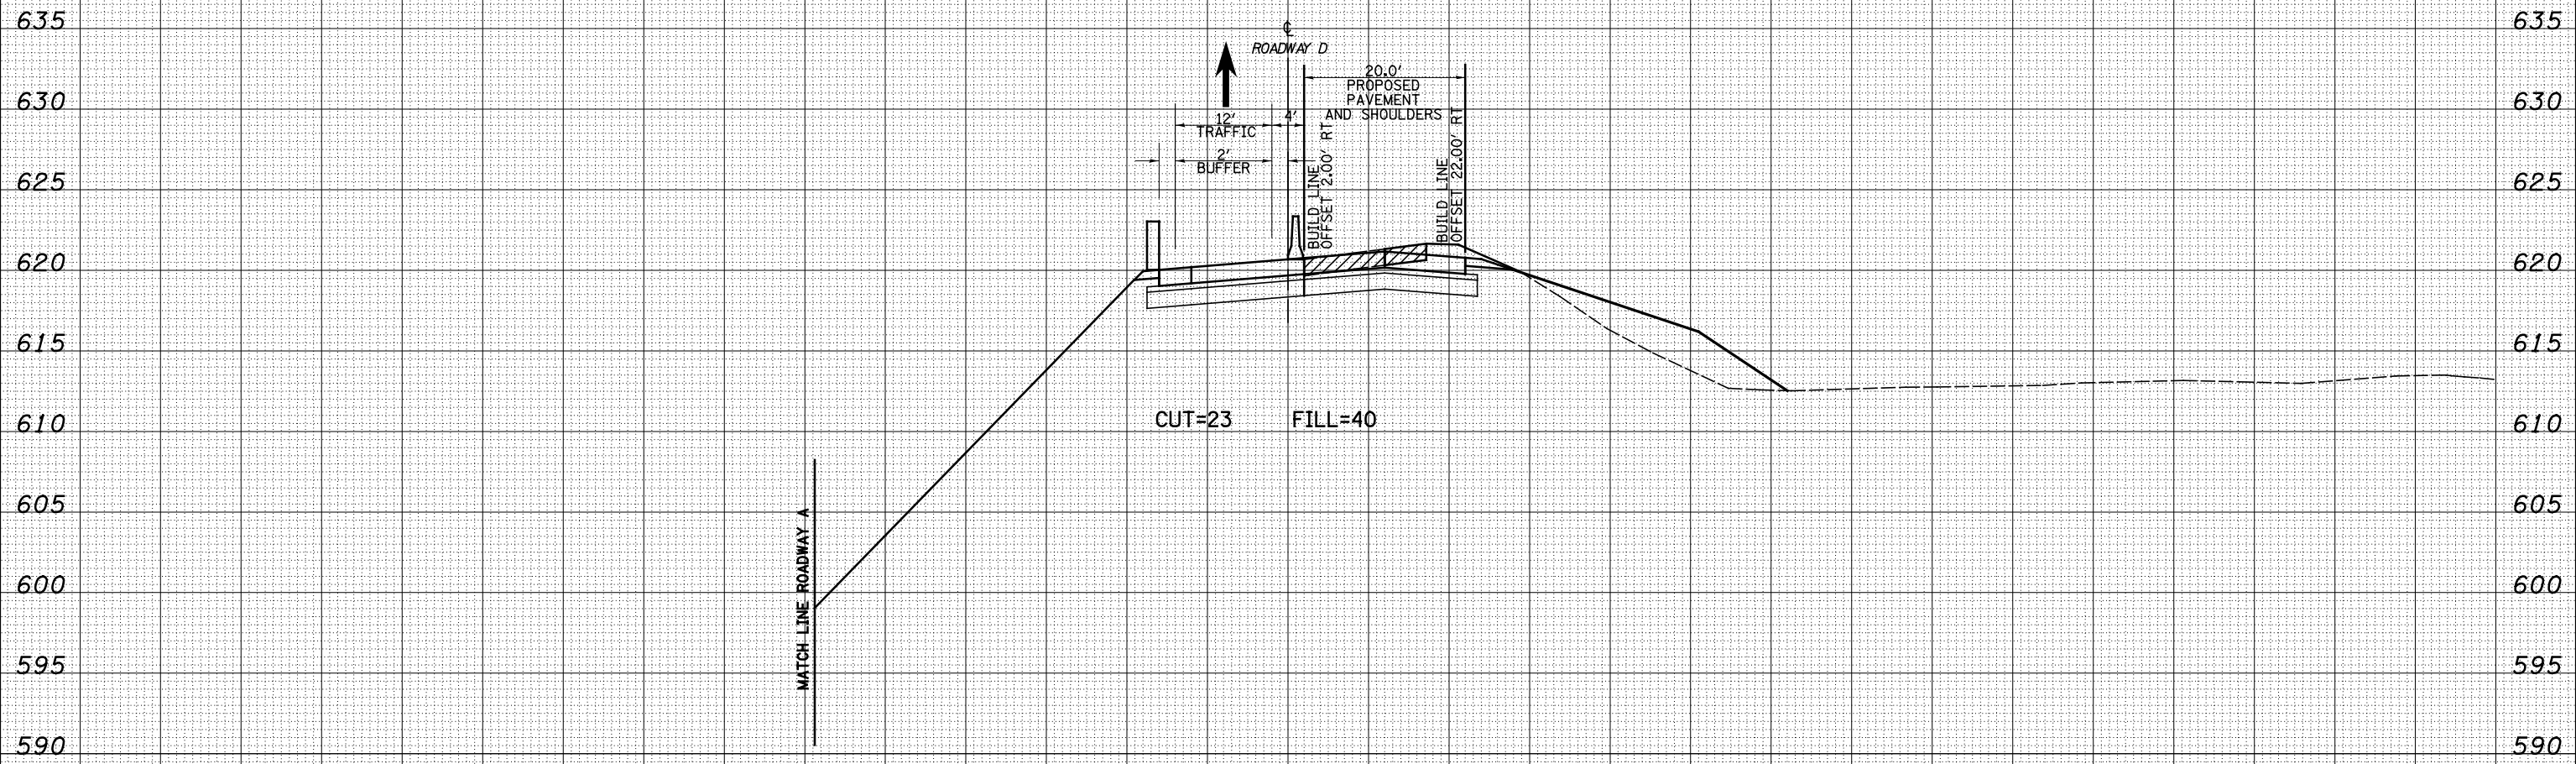 635 635
℄
ROADWAY D
20.0'
PROPOSED
PAVEMENT
AND SHOULDERS
630 630
12'
TRAFFIC
4'
2'
BUFFER
BUILD LINE
OFFSET 2.00' RT
BUILD LINE
OFFSET 22.00' RT
625 625
620 620
615 615
CUT=23 FILL=40
610 610
605 605
MATCH LINE ROADWAY A
600 600
595 595
590 590